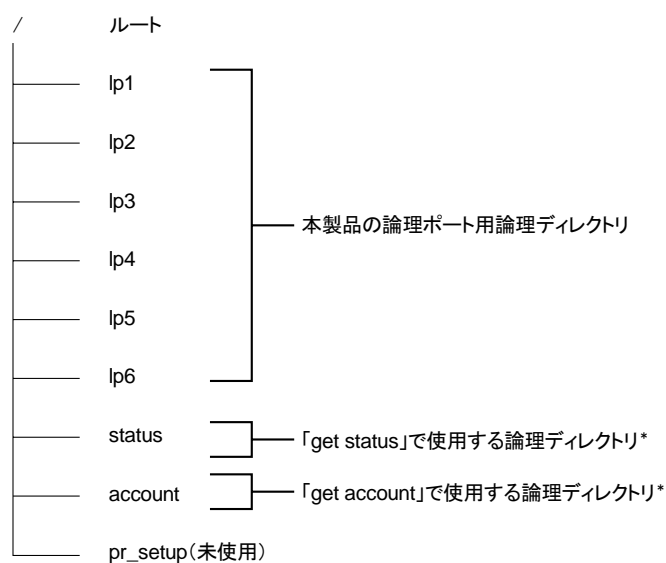 / ルート
lp1
lp2
lp3
本製品の論理ポート用論理ディレクトリ
lp4
lp5
lp6
status 「get status」で使用する論理ディレクトリ*
account 「get account」で使用する論理ディレクトリ*
pr_setup（未使用）